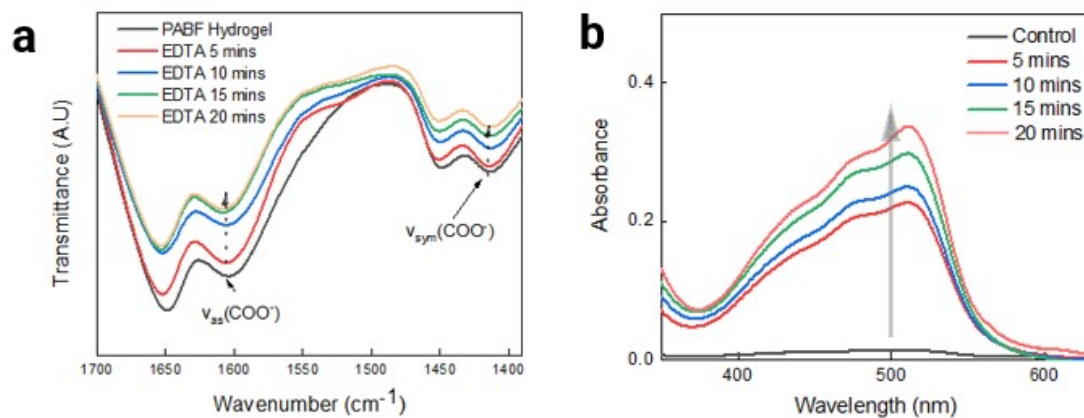 a
PABF Hydrogel
EDTA 5 mins
EDTA 10 mins
EDTA 15 mins
EDTA 20 mins
Transmittance (A.U)
v_as(COO⁻)
v_sym(COO⁻)
1700 1650 1600 1550 1500 1450 1400
Wavenumber (cm⁻¹)
b
Control
5 mins
10 mins
15 mins
20 mins
Absorbance
0.4
0.2
0.0
400 500 600
Wavelength (nm)